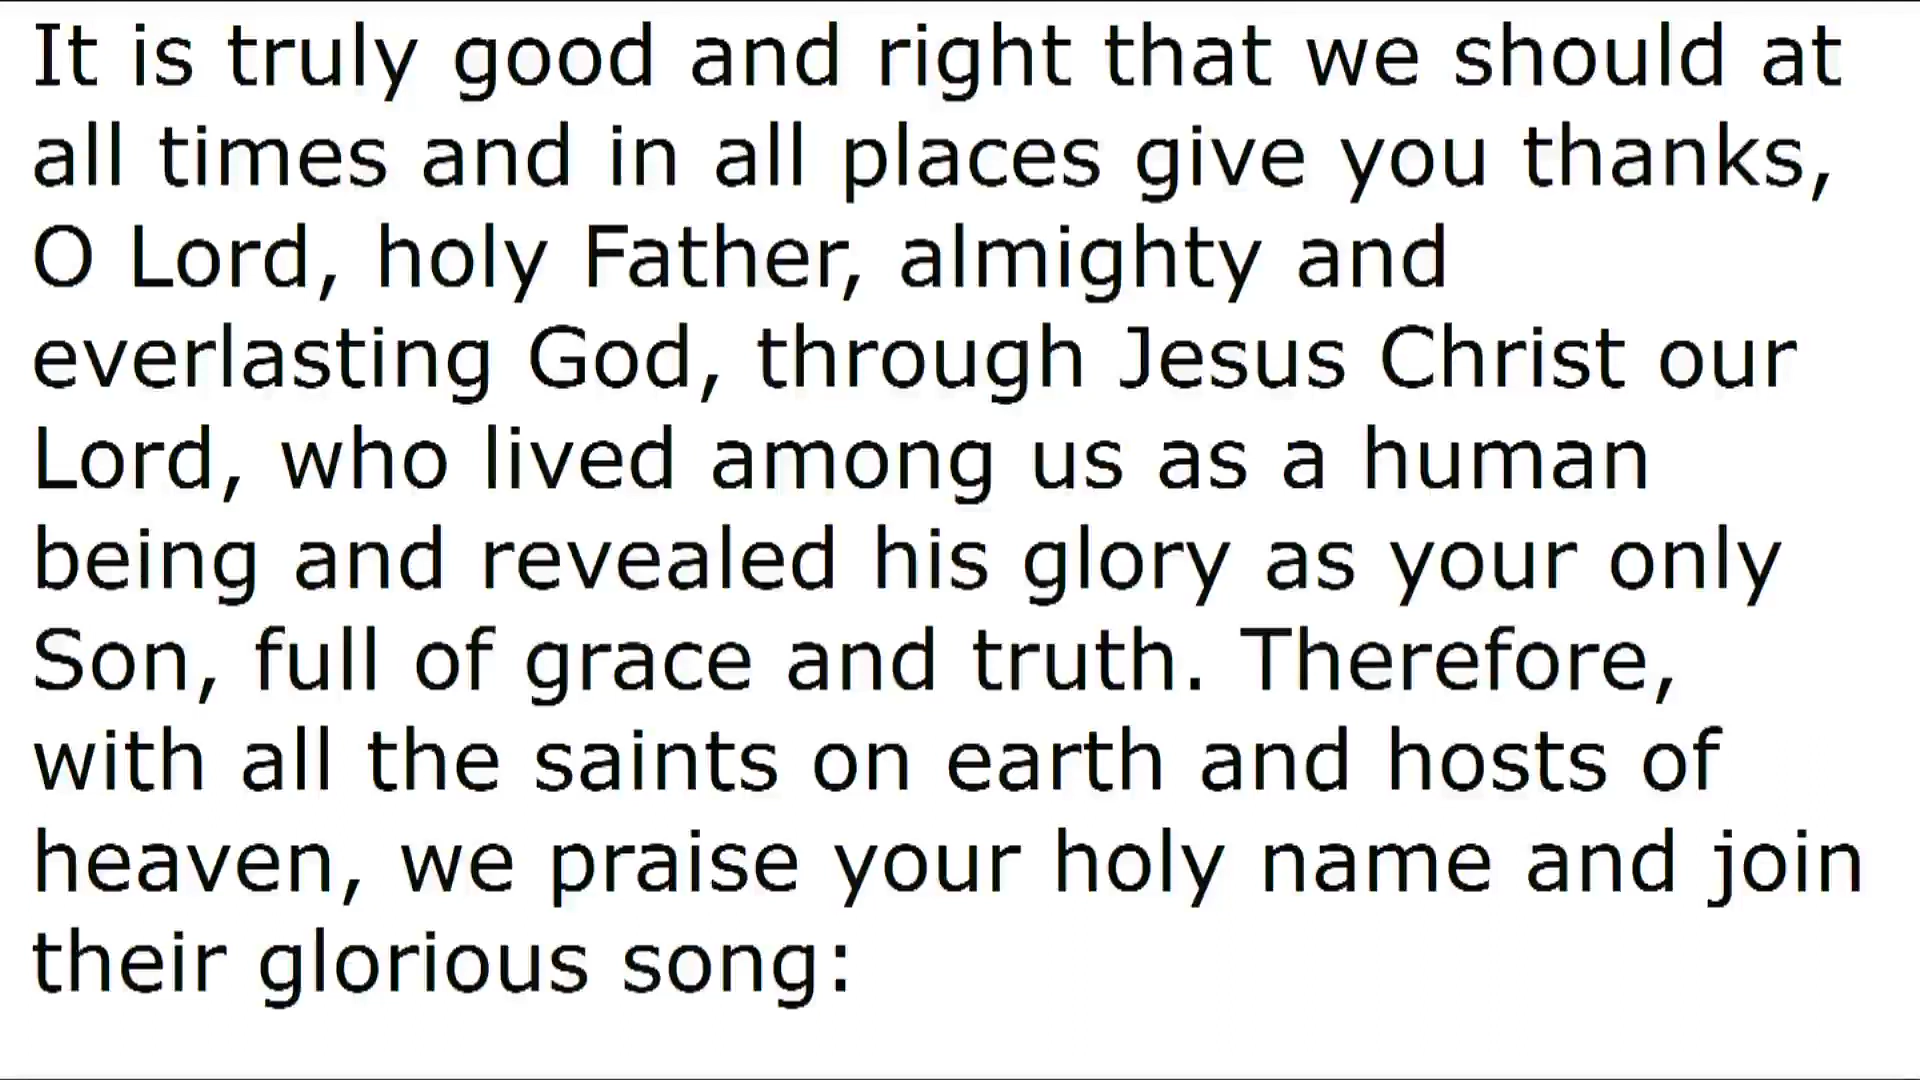 It is truly good and right that we should at
all times and in all places give you thanks,
O Lord, holy Father, almighty and
everlasting God, through Jesus Christ our
Lord, who lived among us as a human
being and revealed his glory as your only
Son, full of grace and truth. Therefore,
with all the saints on earth and hosts of
heaven, we praise your holy name and join
their glorious song: